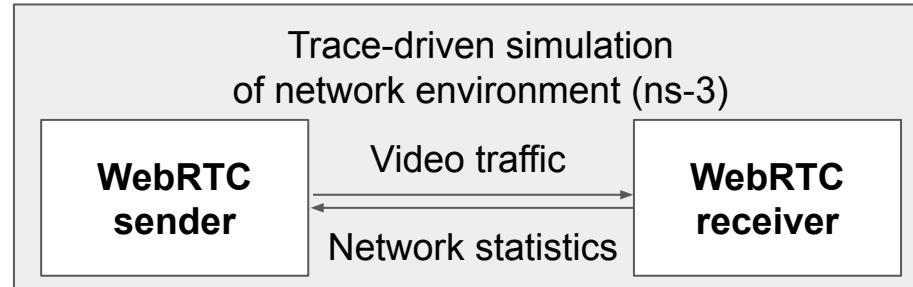 Trace-driven simulation
of network environment (ns-3)
WebRTC
sender
Video traffic
Network statistics
WebRTC
receiver